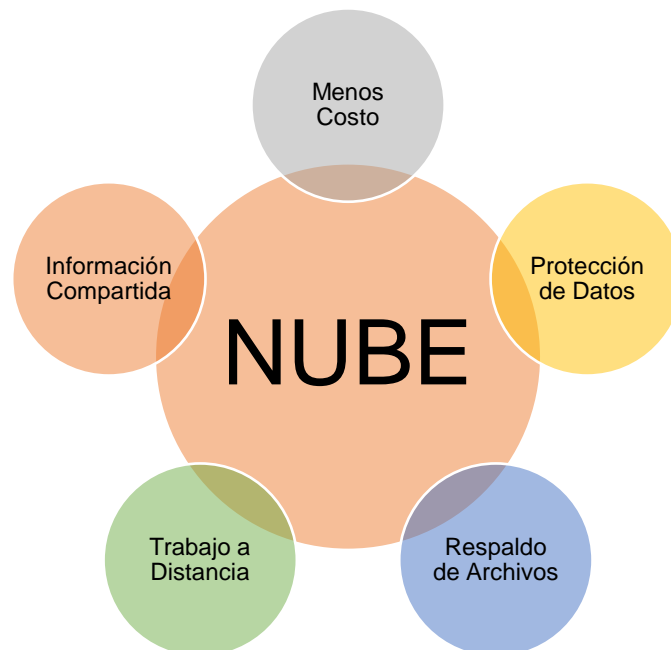 Menos
Costo
Información
Compartida
Protección
de Datos
NUBE
Trabajo a
Distancia
Respaldo
de Archivos